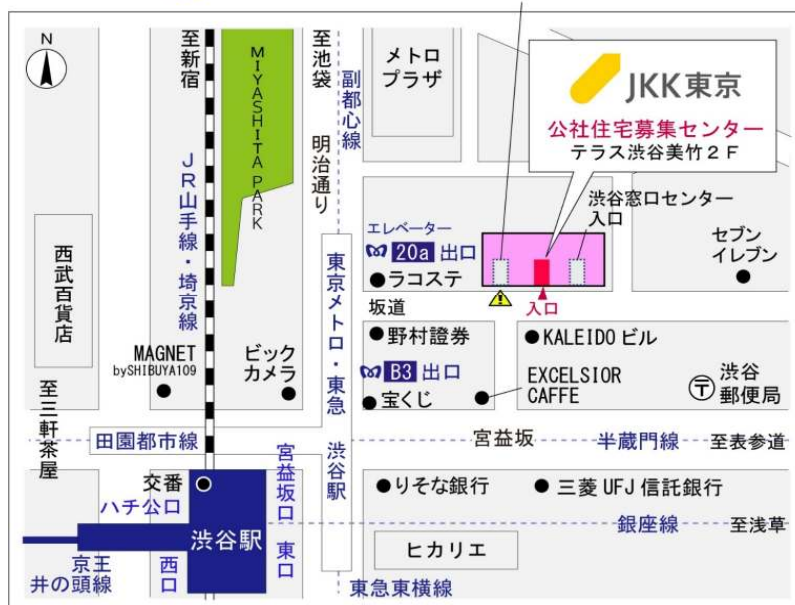 N
至新宿
MIYASHITA PARK
至池袋
明治通り
副都心線
メトロ
プラザ
JKK東京
公社住宅募集センター
テラス渋谷美竹２Ｆ
渋谷窓口センター
入口
JR山手線・埼京線
西武百貨店
エレベーター
20a 出口
ラコステ
セブン
イレブン
坂道
入口
東京メトロ・東急 渋谷駅
野村證券
KALEIDO ビル
MAGNET
bySHIBUYA109
ビック
カメラ
B3 出口
EXCELSIOR
CAFFE
宝くじ
〒
渋谷
郵便局
至三軒茶屋
田園都市線
宮益坂
半蔵門線
至表参道
交番
宮益坂口
東口
りそな銀行
三菱 UFJ 信託銀行
ハチ公口
渋谷駅
銀座線
至浅草
西口
ヒカリエ
京王
井の頭線
東急東横線